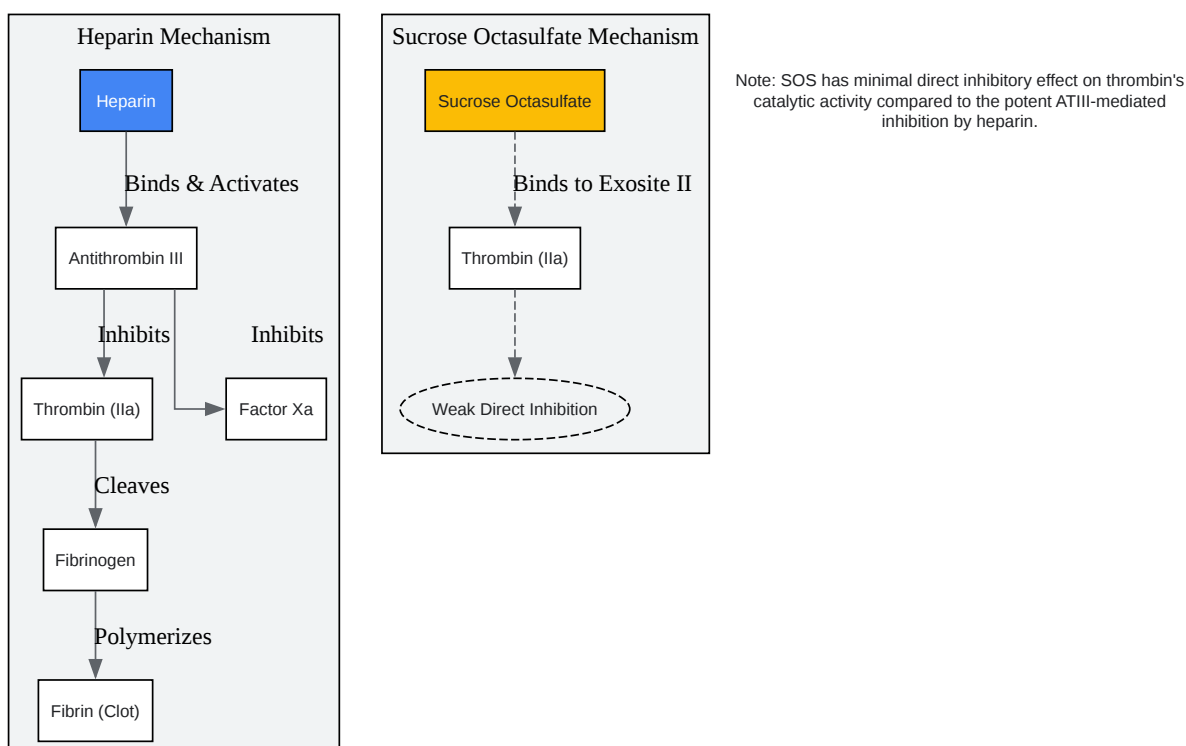 Heparin Mechanism
Heparin
Binds & Activates
Antithrombin III
Inhibits
Inhibits
Thrombin (IIa)
Factor Xa
Cleaves
Fibrinogen
Polymerizes
Fibrin (Clot)
Sucrose Octasulfate Mechanism
Sucrose Octasulfate
Binds to Exosite II
Thrombin (IIa)
Weak Direct Inhibition
Note: SOS has minimal direct inhibitory effect on thrombin's
catalytic activity compared to the potent ATIII-mediated
inhibition by heparin.